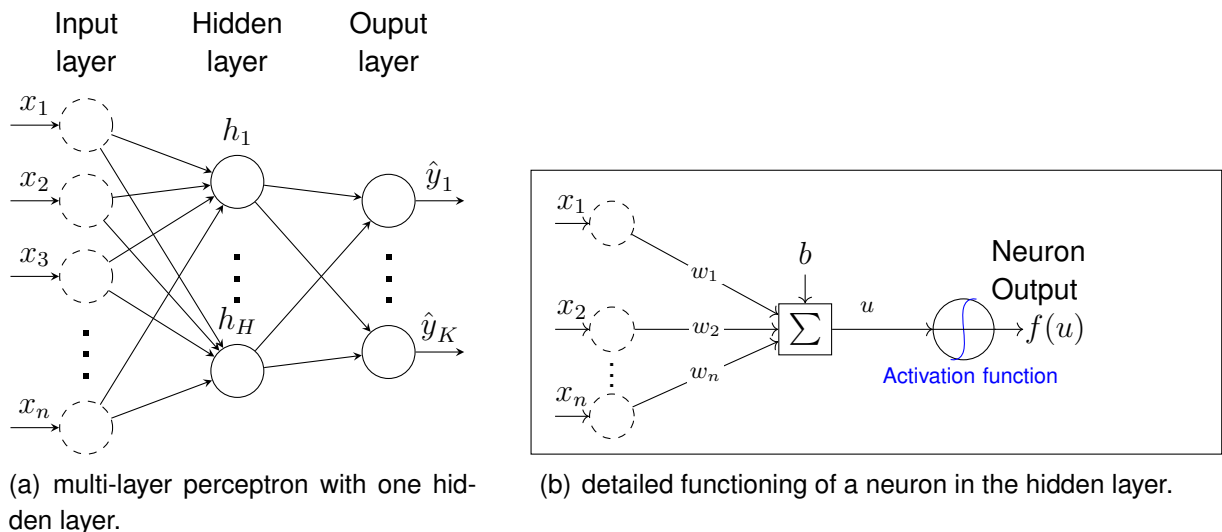 Input
layer
Hidden
layer
Ouput
layer
x₁
x₂
x₃
xₙ
h₁
h_H
ŷ₁
ŷ_K
(a) multi-layer perceptron with one hid-
den layer.
x₁
x₂
xₙ
w₁
w₂
wₙ
b
∑
u
Neuron
Output
f(u)
Activation function
(b) detailed functioning of a neuron in the hidden layer.